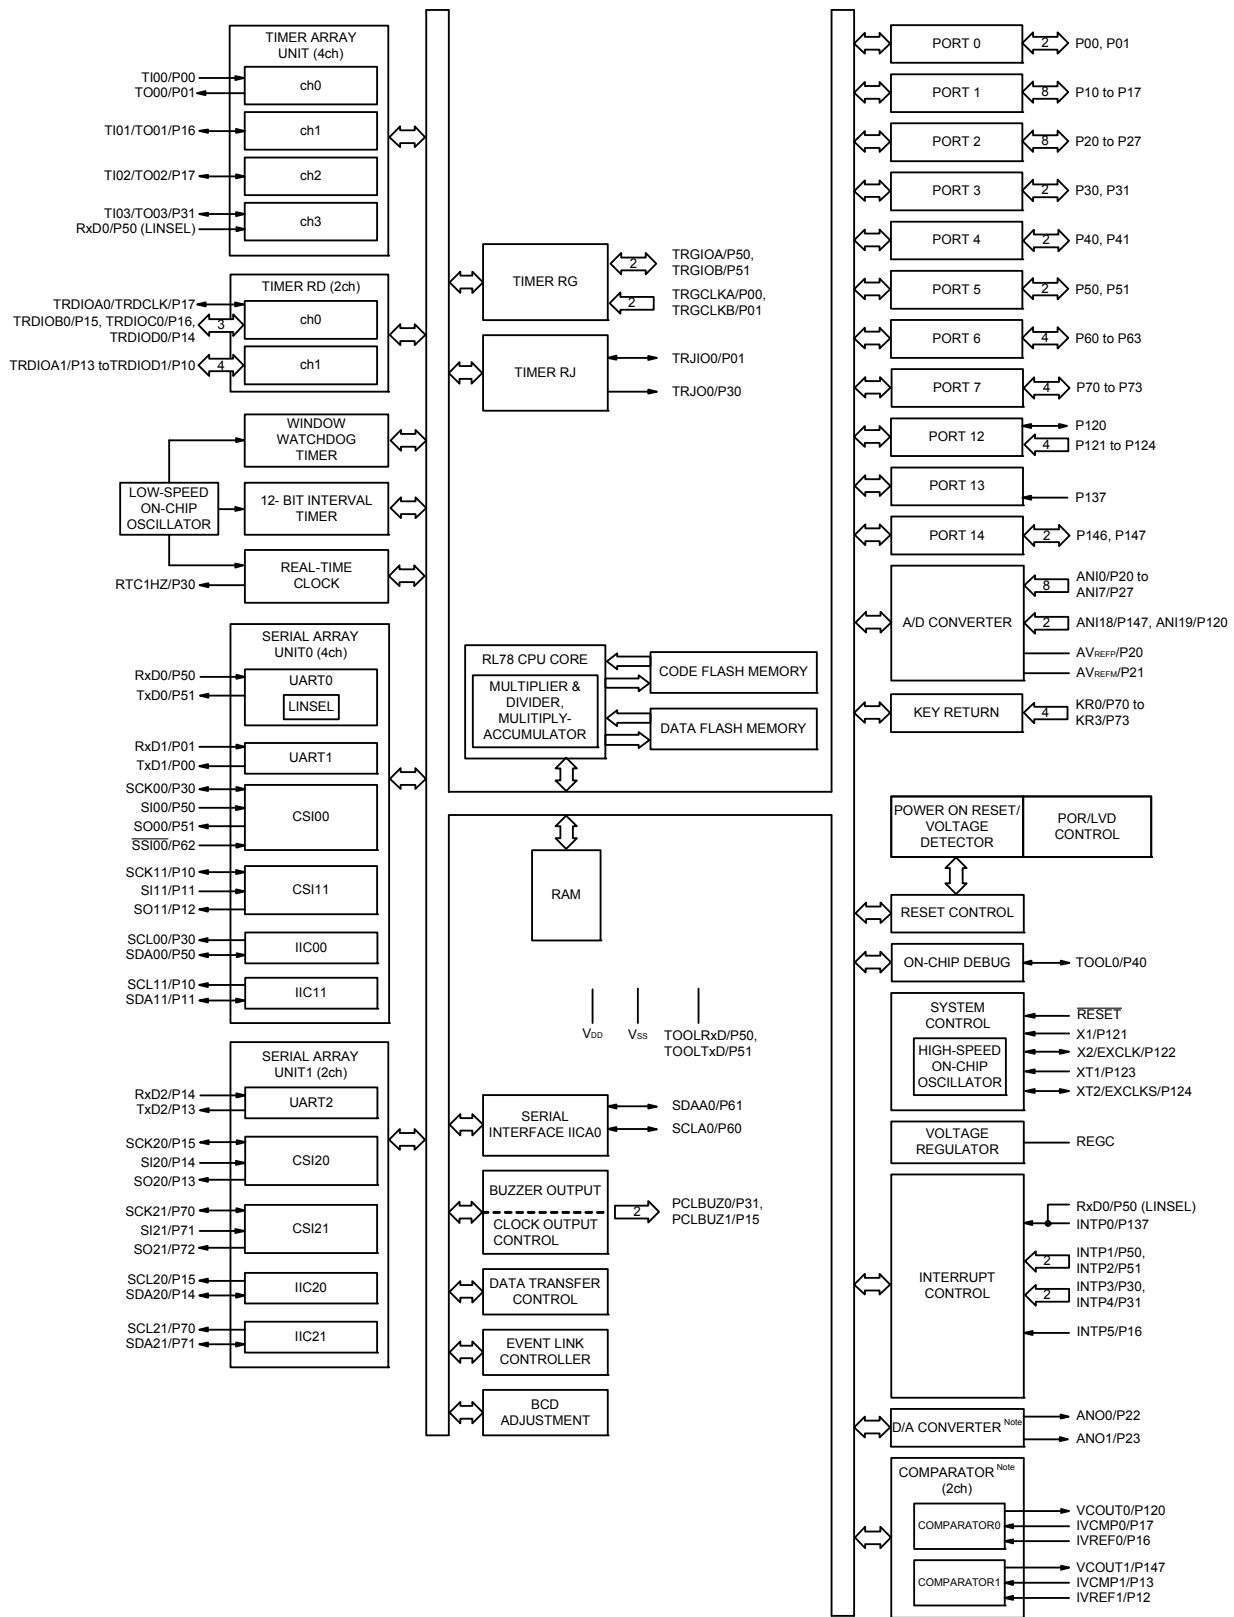 TIMER ARRAY
UNIT (4ch)
TI00/P00
TO00/P01
ch0
TI01/TO01/P16
ch1
TI02/TO02/P17
ch2
TI03/TO03/P31
RxD0/P50 (LINSEL)
ch3
TIMER RD (2ch)
TRDIOA0/TRDCLK/P17
TRDIOB0/P15, TRDIOC0/P16,
TRDIOD0/P14
3
ch0
TRDIOA1/P13 toTRDIOD1/P10
4
ch1
WINDOW
WATCHDOG
TIMER
LOW-SPEED
ON-CHIP
OSCILLATOR
12- BIT INTERVAL
TIMER
REAL-TIME
CLOCK
RTC1HZ/P30
SERIAL ARRAY
UNIT0 (4ch)
RxD0/P50
TxD0/P51
UART0
LINSEL
RxD1/P01
TxD1/P00
UART1
SCK00/P30
SI00/P50
SO00/P51
SSI00/P62
CSI00
SCK11/P10
SI11/P11
SO11/P12
CSI11
SCL00/P30
SDA00/P50
IIC00
SCL11/P10
SDA11/P11
IIC11
SERIAL ARRAY
UNIT1 (2ch)
RxD2/P14
TxD2/P13
UART2
SCK20/P15
SI20/P14
SO20/P13
CSI20
SCK21/P70
SI21/P71
SO21/P72
CSI21
SCL20/P15
SDA20/P14
IIC20
SCL21/P70
SDA21/P71
IIC21
TIMER RG
2
TRGIOA/P50,
TRGIOB/P51
2
TRGCLKA/P00,
TRGCLKB/P01
TIMER RJ
TRJIO0/P01
TRJO0/P30
RL78 CPU CORE
MULTIPLIER &
DIVIDER,
MULITIPLY-
ACCUMULATOR
CODE FLASH MEMORY
DATA FLASH MEMORY
RAM
VDD
VSS
TOOLRxD/P50,
TOOLTxD/P51
SERIAL
INTERFACE IICA0
SDAA0/P61
SCLA0/P60
BUZZER OUTPUT
CLOCK OUTPUT
CONTROL
2
PCLBUZ0/P31,
PCLBUZ1/P15
DATA TRANSFER
CONTROL
EVENT LINK
CONTROLLER
BCD
ADJUSTMENT
PORT 0
2
P00, P01
PORT 1
8
P10 to P17
PORT 2
8
P20 to P27
PORT 3
2
P30, P31
PORT 4
2
P40, P41
PORT 5
2
P50, P51
PORT 6
4
P60 to P63
PORT 7
4
P70 to P73
PORT 12
P120
4
P121 to P124
PORT 13
P137
PORT 14
2
P146, P147
A/D CONVERTER
8
ANI0/P20 to
ANI7/P27
2
ANI18/P147, ANI19/P120
AVREFP/P20
AVREFM/P21
KEY RETURN
4
KR0/P70 to
KR3/P73
POWER ON RESET/
VOLTAGE
DETECTOR
POR/LVD
CONTROL
RESET CONTROL
ON-CHIP DEBUG
TOOL0/P40
SYSTEM
CONTROL
HIGH-SPEED
ON-CHIP
OSCILLATOR
RESET
X1/P121
X2/EXCLK/P122
XT1/P123
XT2/EXCLKS/P124
VOLTAGE
REGULATOR
REGC
INTERRUPT
CONTROL
RxD0/P50 (LINSEL)
INTP0/P137
2
INTP1/P50,
INTP2/P51
2
INTP3/P30,
INTP4/P31
INTP5/P16
D/A CONVERTER Note
ANO0/P22
ANO1/P23
COMPARATOR Note
(2ch)
COMPARATOR0
VCOUT0/P120
IVCMP0/P17
IVREF0/P16
COMPARATOR1
VCOUT1/P147
IVCMP1/P13
IVREF1/P12